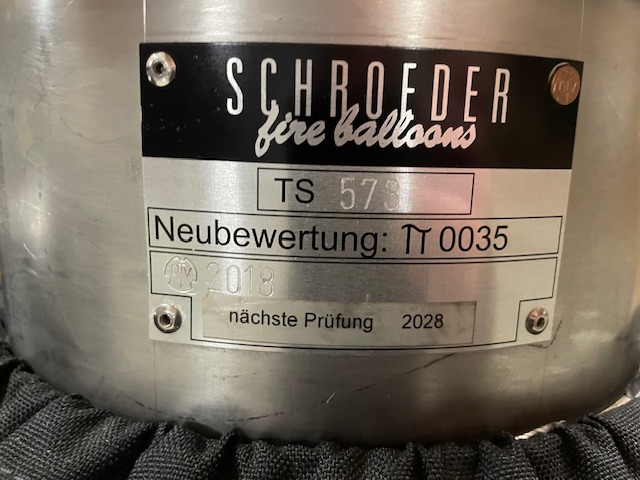 SCHROEDER
fire balloons
TS 573
Neubewertung: π 0035
2018
nächste Prüfung 2028